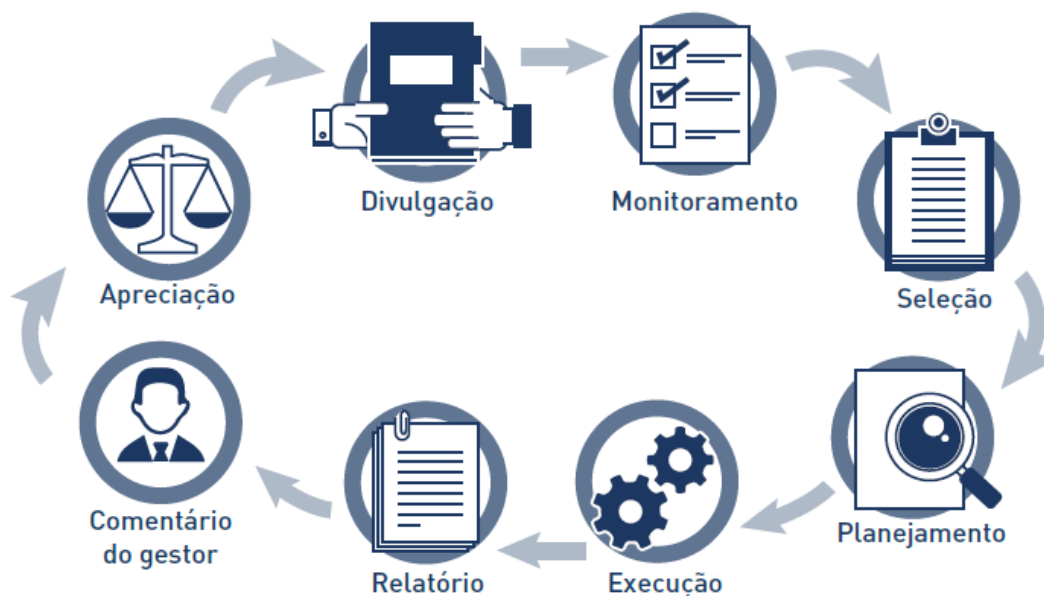 Divulgação
Monitoramento
Apreciação
Seleção
Comentário
do gestor
Planejamento
Relatório
Execução